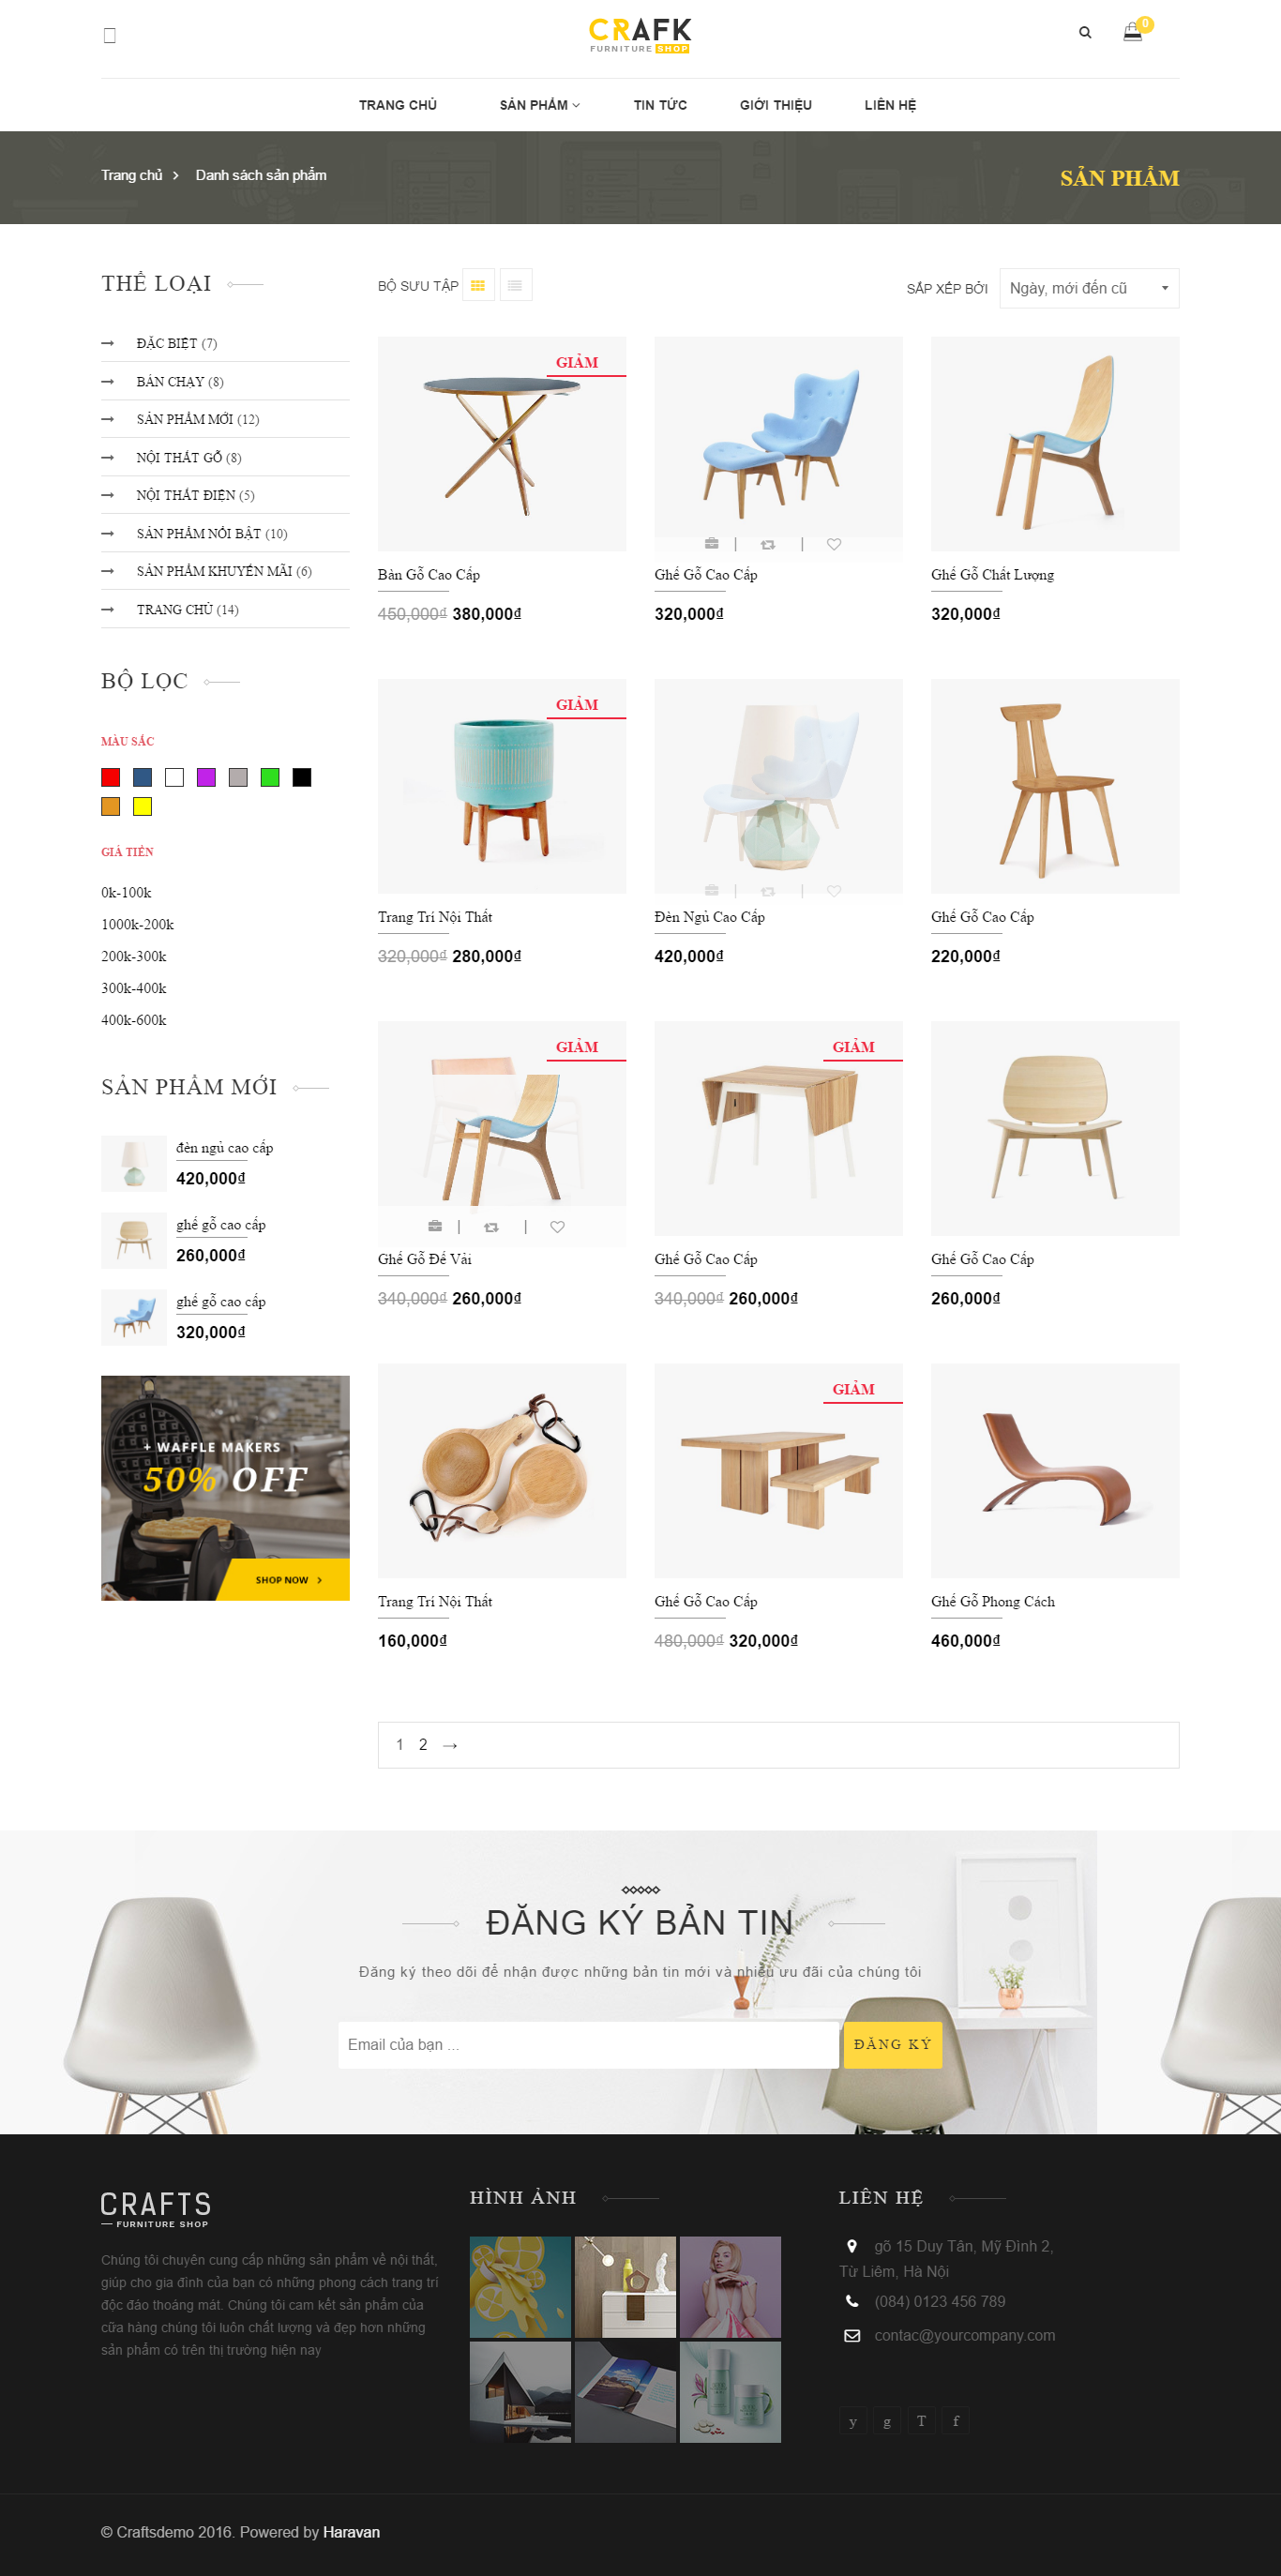 CRAFK
FURNITURE SHOP
0
TRANG CHỦ
SẢN PHẨM
TIN TỨC
GIỚI THIỆU
LIÊN HỆ
Trang chủ
Danh sách sản phẩm
SẢN PHẨM
THỂ LOẠI
ĐẶC BIỆT (7)
BÁN CHẠY (8)
SẢN PHẨM MỚI (12)
NỘI THẤT GỖ (8)
NỘI THẤT ĐIỆN (5)
SẢN PHẨM NỔI BẬT (10)
SẢN PHẨM KHUYẾN MÃI (6)
TRANG CHỦ (14)
BỘ LỌC
MÀU SẮC
GIÁ TIỀN
0k-100k
1000k-200k
200k-300k
300k-400k
400k-600k
SẢN PHẨM MỚI
đèn ngủ cao cấp
420,000₫
ghế gỗ cao cấp
260,000₫
ghế gỗ cao cấp
320,000₫
+ WAFFLE MAKERS
50% OFF
SHOP NOW
BỘ SƯU TẬP
SẮP XẾP BỞI
Ngày, mới đến cũ
GIẢM
Bàn Gỗ Cao Cấp
450,000₫ 380,000₫
Ghế Gỗ Cao Cấp
320,000₫
Ghế Gỗ Chất Lượng
320,000₫
GIẢM
Trang Trí Nội Thất
320,000₫ 280,000₫
Đèn Ngủ Cao Cấp
420,000₫
Ghế Gỗ Cao Cấp
220,000₫
GIẢM
Ghế Gỗ Đế Vải
340,000₫ 260,000₫
GIẢM
Ghế Gỗ Cao Cấp
340,000₫ 260,000₫
Ghế Gỗ Cao Cấp
260,000₫
Trang Trí Nội Thất
160,000₫
GIẢM
Ghế Gỗ Cao Cấp
480,000₫ 320,000₫
Ghế Gỗ Phong Cách
460,000₫
1 2 →
ĐĂNG KÝ BẢN TIN
Đăng ký theo dõi để nhận được những bản tin mới và nhiều ưu đãi của chúng tôi
Email của bạn ...
ĐĂNG KÝ
CRAFTS
FURNITURE SHOP
Chúng tôi chuyên cung cấp những sản phẩm về nội thất,
giúp cho gia đình của bạn có những phong cách trang trí
độc đáo thoáng mát. Chúng tôi cam kết sản phẩm của
cửa hàng chúng tôi luôn chất lượng và đẹp hơn những
sản phẩm có trên thị trường hiện nay
HÌNH ẢNH
LIÊN HỆ
gõ 15 Duy Tân, Mỹ Đình 2,
Từ Liêm, Hà Nội
(084) 0123 456 789
contac@yourcompany.com
y g T f
© Craftsdemo 2016. Powered by Haravan